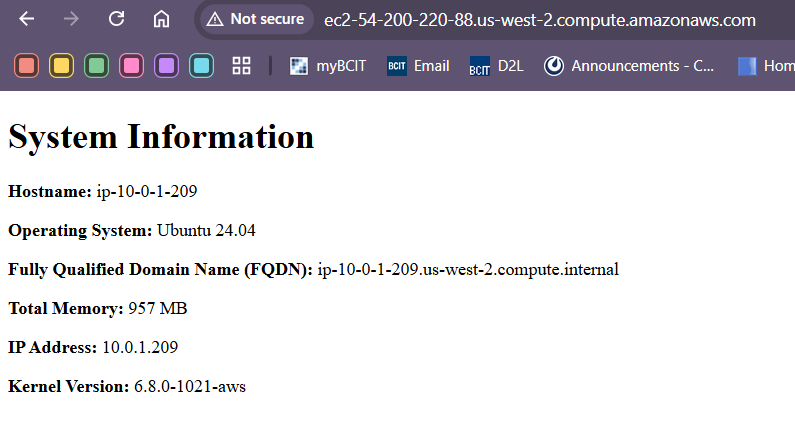 Not secure ec2-54-200-220-88.us-west-2.compute.amazonaws.com
myBCIT BCIT Email BCIT D2L Announcements - C... Hom
System Information
Hostname: ip-10-0-1-209
Operating System: Ubuntu 24.04
Fully Qualified Domain Name (FQDN): ip-10-0-1-209.us-west-2.compute.internal
Total Memory: 957 MB
IP Address: 10.0.1.209
Kernel Version: 6.8.0-1021-aws